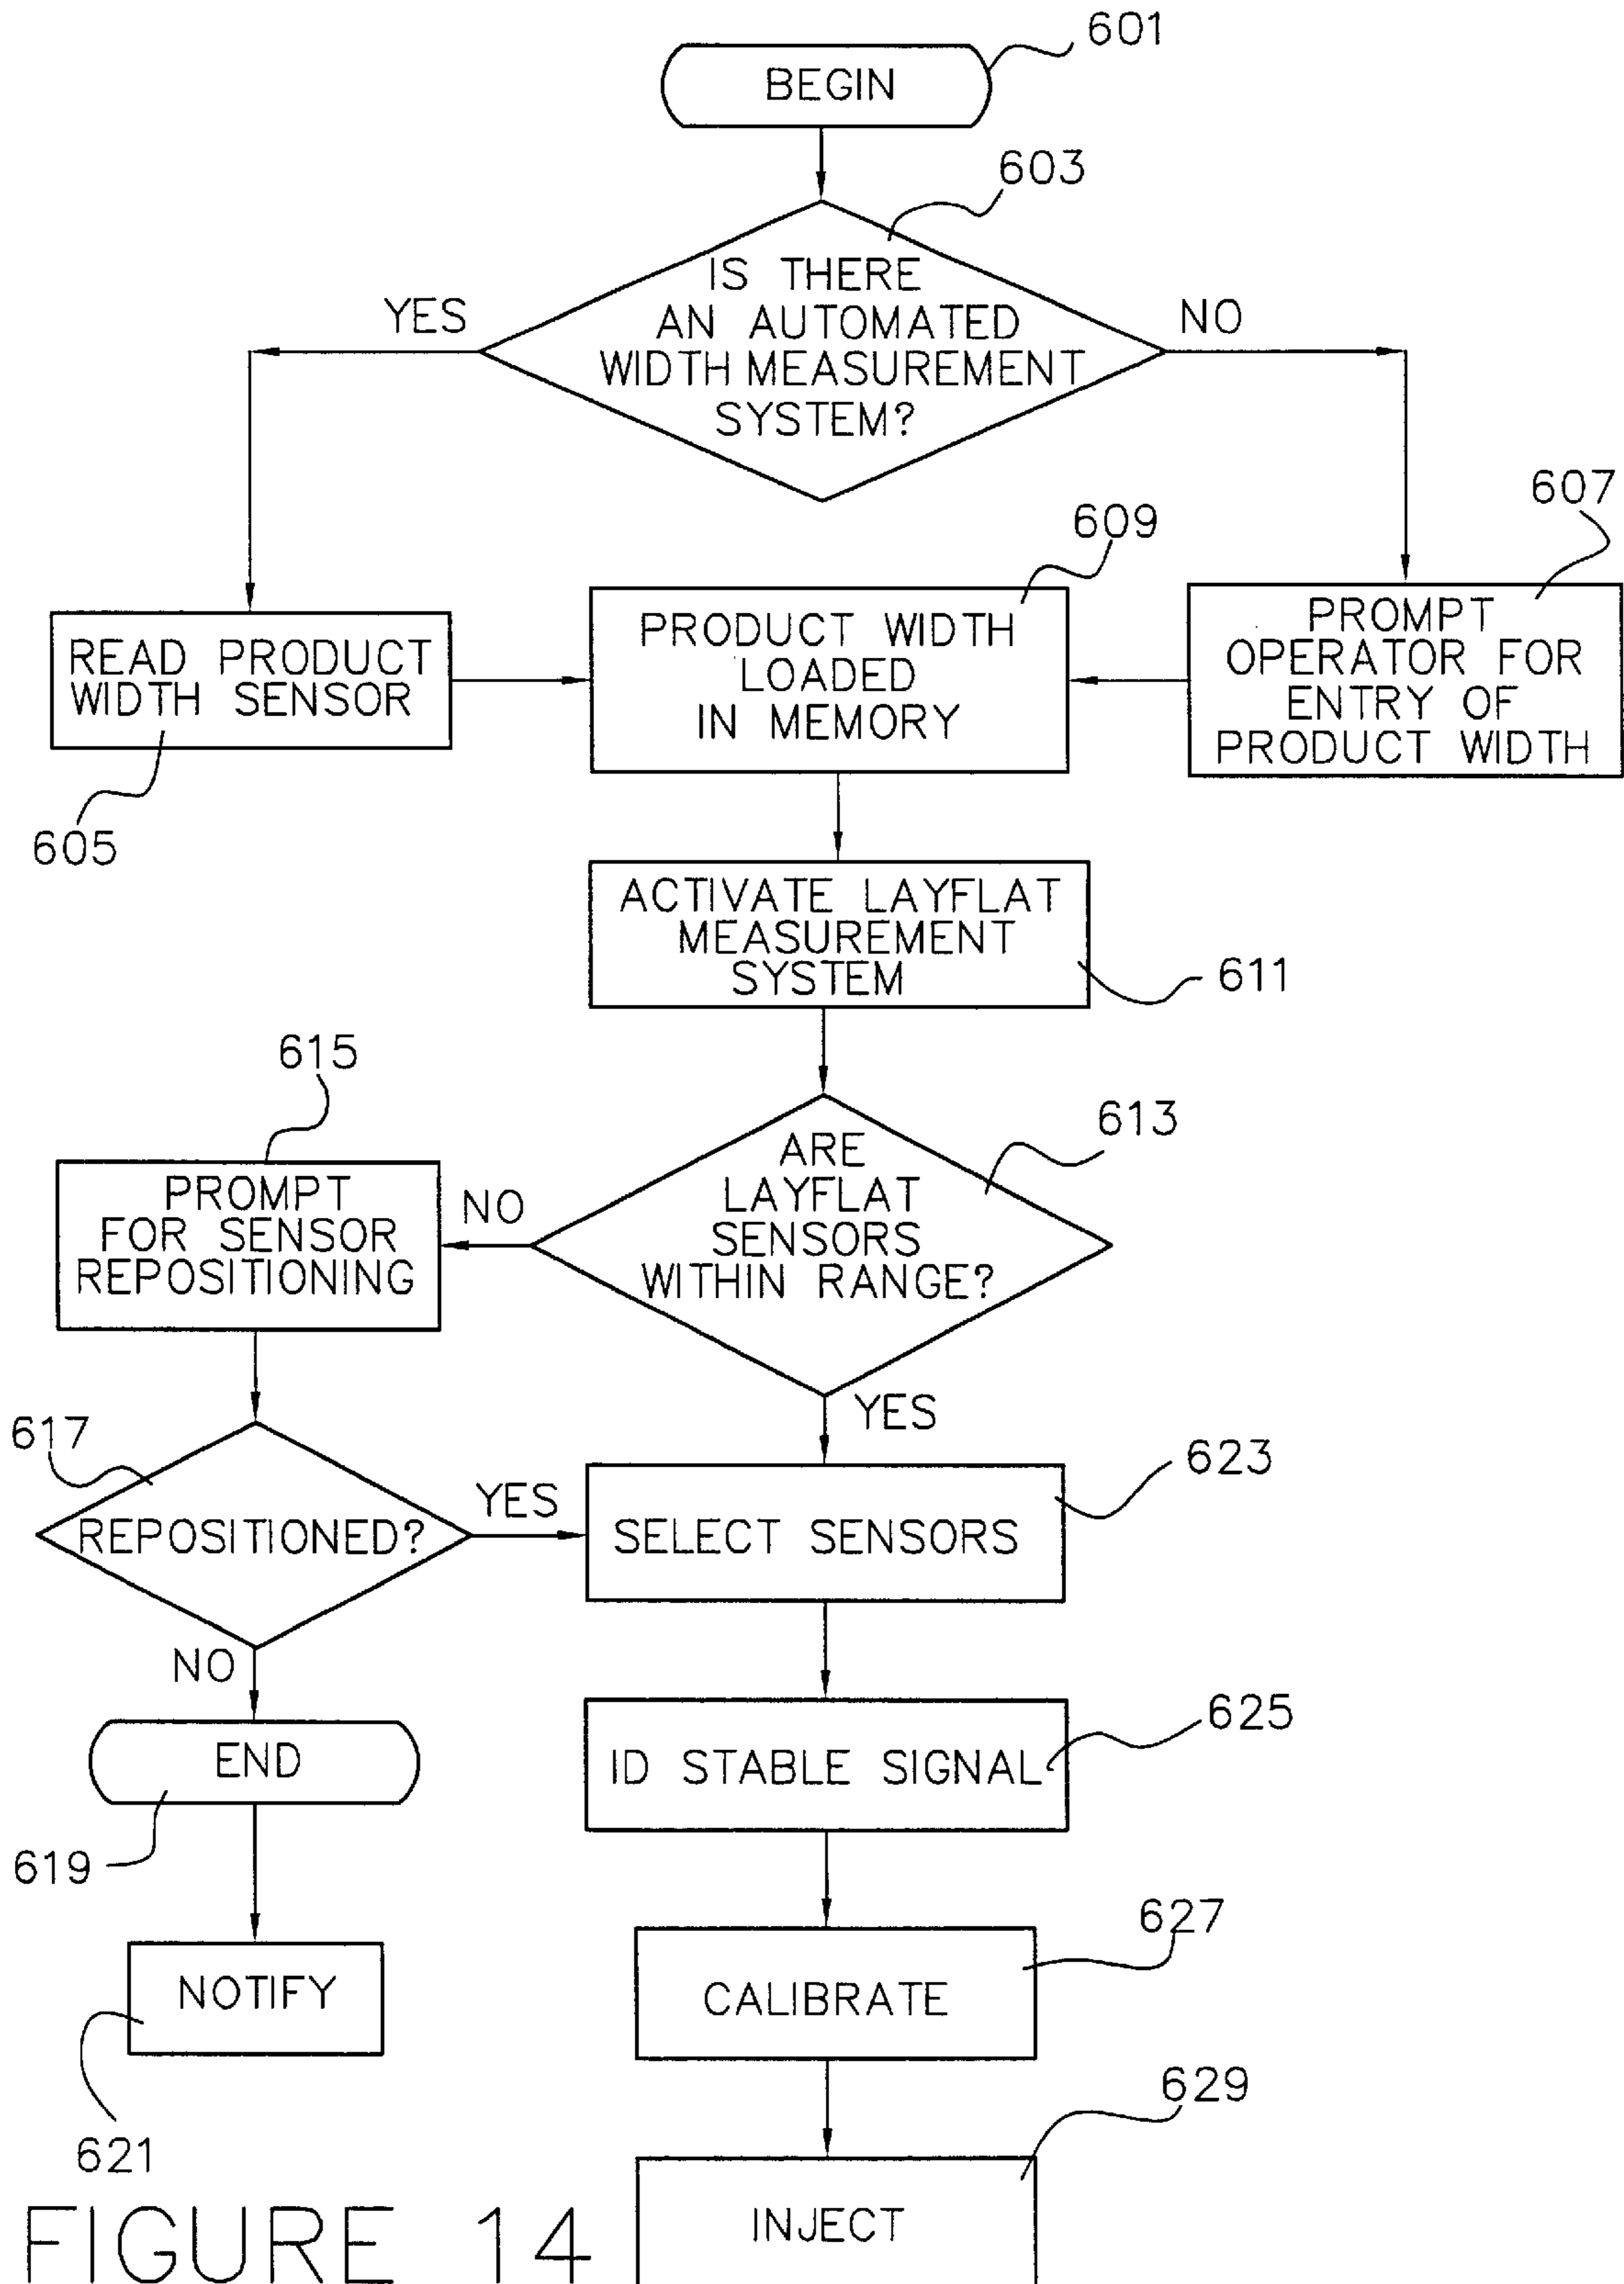 601
BEGIN
603
IS THERE
AN AUTOMATED
WIDTH MEASUREMENT
SYSTEM?
YES
NO
607
609
PROMPT
OPERATOR FOR
ENTRY OF
PRODUCT WIDTH
PRODUCT WIDTH
LOADED
IN MEMORY
READ PRODUCT
WIDTH SENSOR
605
ACTIVATE LAYFLAT
MEASUREMENT
SYSTEM
611
615
613
ARE
LAYFLAT
SENSORS
WITHIN RANGE?
NO
PROMPT
FOR SENSOR
REPOSITIONING
YES
617
REPOSITIONED?
YES
623
SELECT SENSORS
NO
END
619
625
ID STABLE SIGNAL
627
NOTIFY
CALIBRATE
621
629
INJECT
FIGURE 14